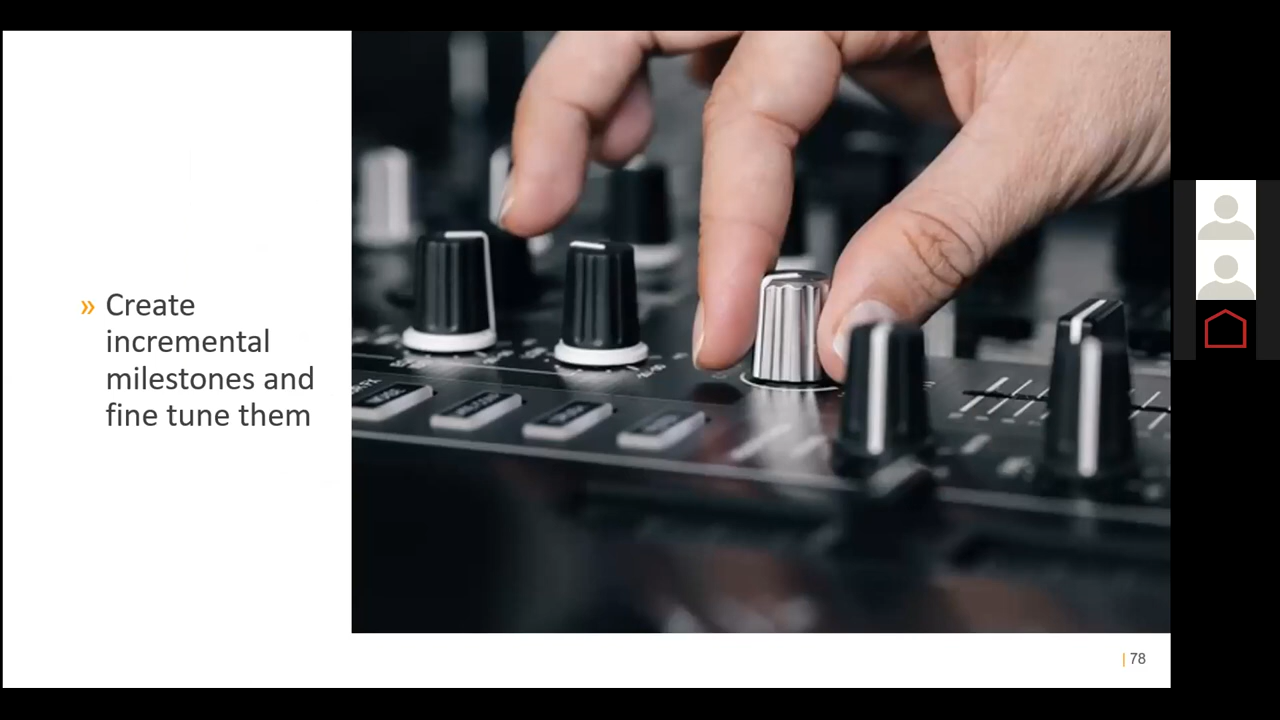 » Create
incremental
milestones and
fine tune them
| 78